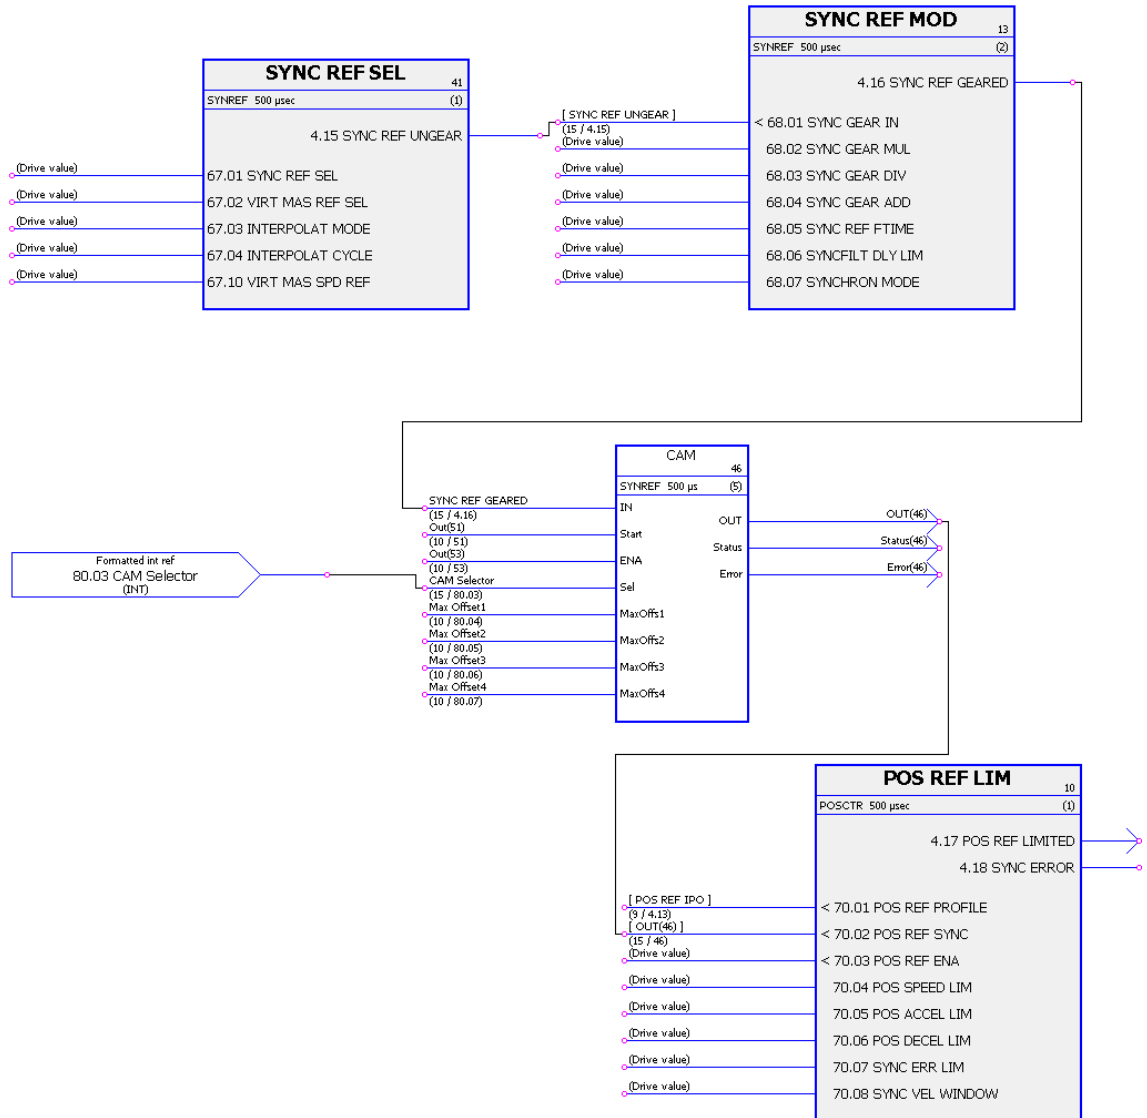 SYNC REF SEL
41
SYNREF 500 µsec
(1)
4.15 SYNC REF UNGEAR
(Drive value)
67.01 SYNC REF SEL
(Drive value)
67.02 VIRT MAS REF SEL
(Drive value)
67.03 INTERPOLAT MODE
(Drive value)
67.04 INTERPOLAT CYCLE
(Drive value)
67.10 VIRT MAS SPD REF
SYNC REF MOD
13
SYNREF 500 µsec
(2)
4.16 SYNC REF GEARED
[ SYNC REF UNGEAR ]
(15 / 4.15)
< 68.01 SYNC GEAR IN
(Drive value)
68.02 SYNC GEAR MUL
(Drive value)
68.03 SYNC GEAR DIV
(Drive value)
68.04 SYNC GEAR ADD
(Drive value)
68.05 SYNC REF FTIME
(Drive value)
68.06 SYNCFILT DLY LIM
(Drive value)
68.07 SYNCHRON MODE
Formatted int ref
80.03 CAM Selector
(INT)
CAM
46
SYNREF 500 µs
(5)
SYNC REF GEARED
(15 / 4.16)
IN
Out(51)
(10 / 51)
Start
Out(53)
(10 / 53)
ENA
CAM Selector
(15 / 80.03)
Sel
Max Offset1
(10 / 80.04)
MaxOffs1
Max Offset2
(10 / 80.05)
MaxOffs2
Max Offset3
(10 / 80.06)
MaxOffs3
Max Offset4
(10 / 80.07)
MaxOffs4
OUT
OUT(46)
Status
Status(46)
Error
Error(46)
POS REF LIM
10
POSCTR 500 µsec
(1)
4.17 POS REF LIMITED
4.18 SYNC ERROR
[ POS REF IPO ]
(9 / 4.13)
< 70.01 POS REF PROFILE
[ OUT(46) ]
(15 / 46)
< 70.02 POS REF SYNC
(Drive value)
< 70.03 POS REF ENA
(Drive value)
70.04 POS SPEED LIM
(Drive value)
70.05 POS ACCEL LIM
(Drive value)
70.06 POS DECEL LIM
(Drive value)
70.07 SYNC ERR LIM
(Drive value)
70.08 SYNC VEL WINDOW